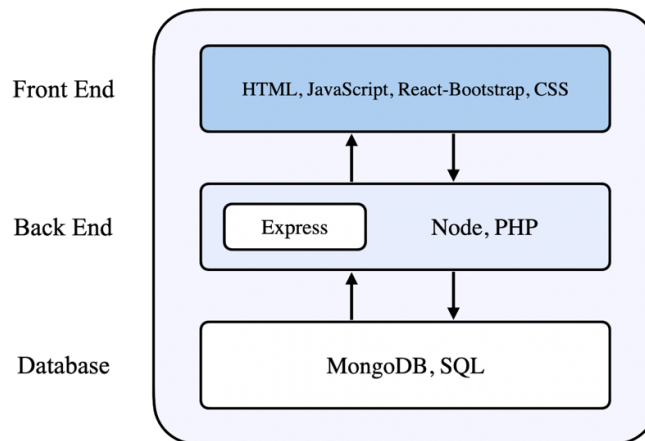 Front End
HTML, JavaScript, React-Bootstrap, CSS
Back End
Express
Node, PHP
Database
MongoDB, SQL